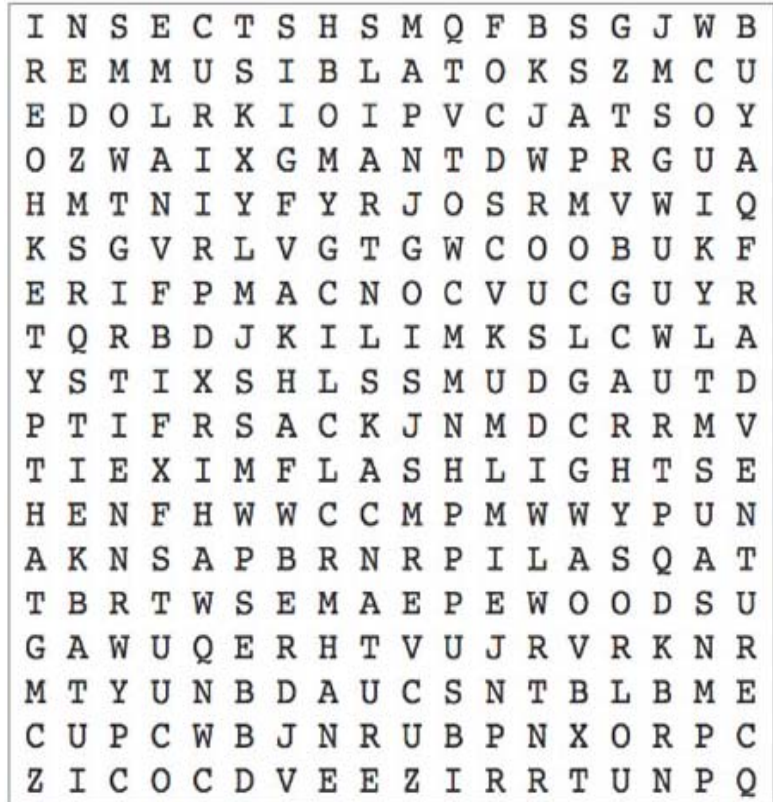 I N S E C T S H S M Q F B S G J W B
R E M M U S I B L A T O K S Z M C U
E D O L R K I O I P V C J A T S O Y
O Z W A I X G M A N T D W P R G U A
H M T N I Y F Y R J O S R M V W I Q
K S G V R L V G T G W C O O B U K F
E R I F P M A C N O C V U C G U Y R
T Q R B D J K I L I M K S L C W L A
Y S T I X S H L S S M U D G A U T D
P T I F R S A C K J N M D C R R M V
T I E X I M F L A S H L I G H T S E
H E N F H W W C C M P M W W Y P U N
A K N S A P B R N R P I L A S Q A T
T B R T W S E M A E P E W O O D S U
G A W U Q E R H T V U J R V R K N R
M T Y U N B D A U C S N T B L B M E
C U P C W B J N R U B P N X O R P C
Z I C O C D V E E Z I R R T U N P Q